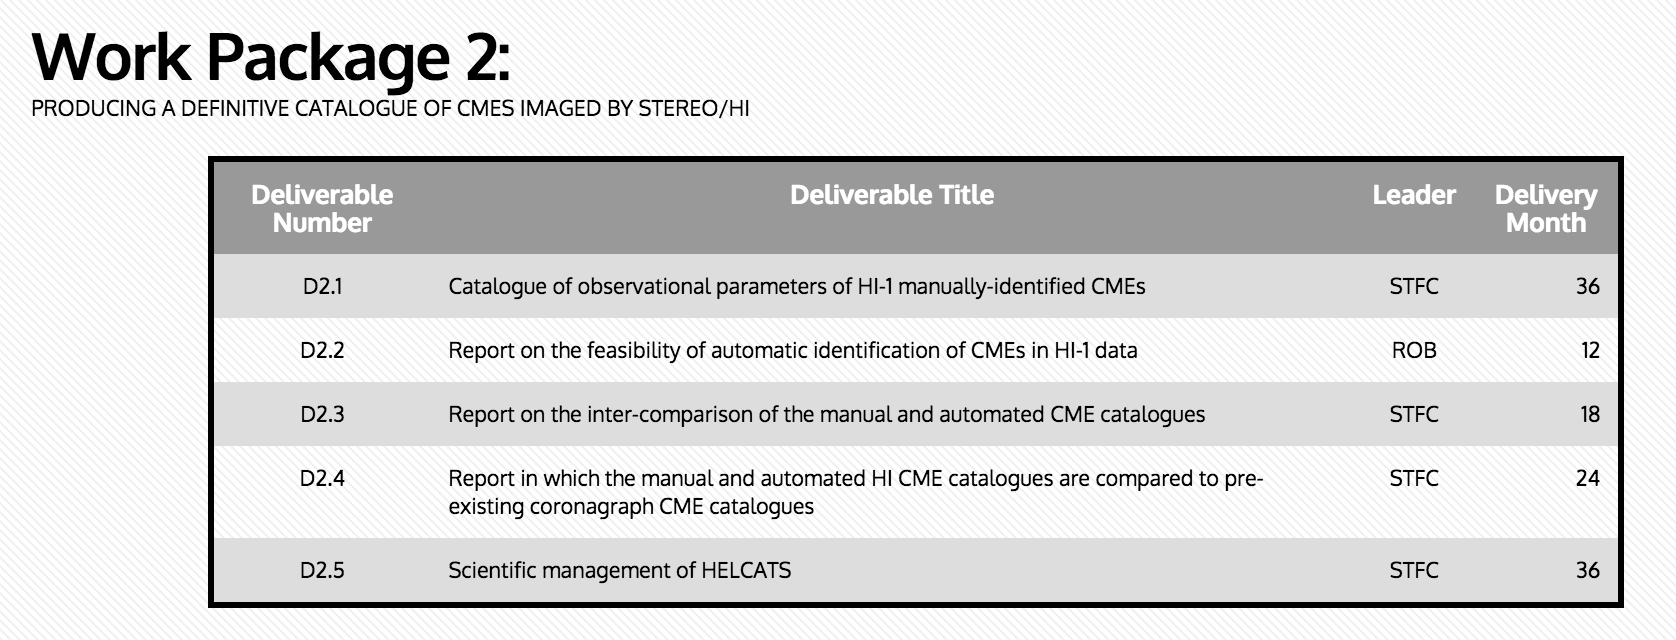 Work Package 2:
PRODUCING A DEFINITIVE CATALOGUE OF CMES IMAGED BY STEREO/HI
Deliverable Number Deliverable Title Leader Delivery Month
D2.1 Catalogue of observational parameters of HI-1 manually-identified CMEs STFC 36
D2.2 Report on the feasibility of automatic identification of CMEs in HI-1 data ROB 12
D2.3 Report on the inter-comparison of the manual and automated CME catalogues STFC 18
D2.4 Report in which the manual and automated HI CME catalogues are compared to pre- STFC 24
existing coronagraph CME catalogues
D2.5 Scientific management of HELCATS STFC 36